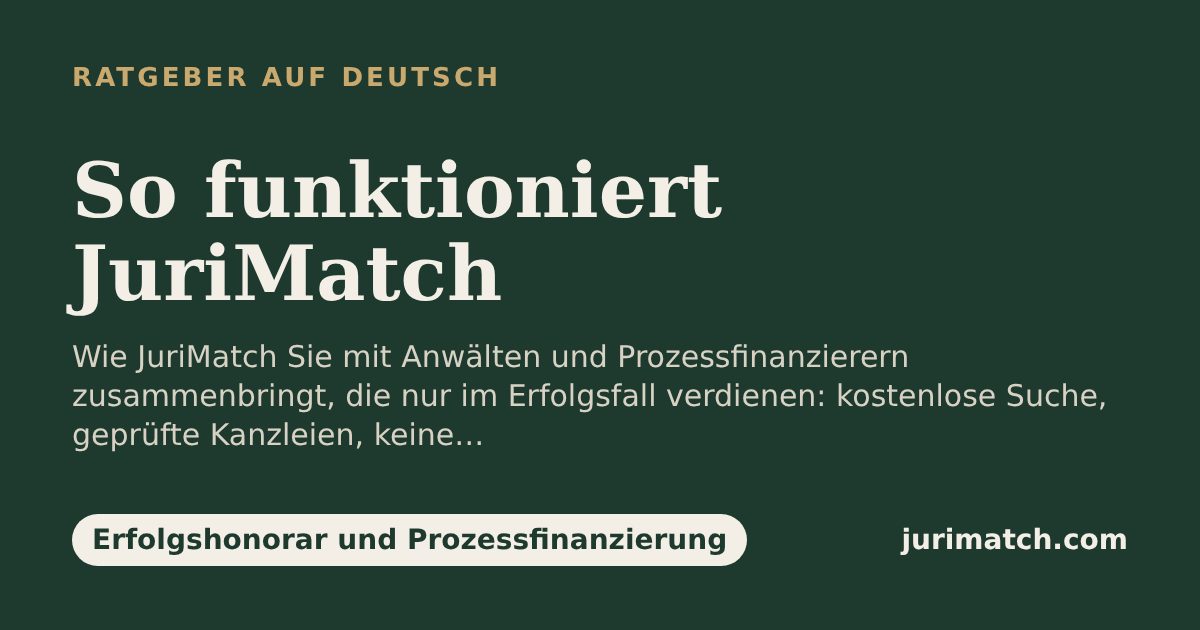 RATGEBER AUF DEUTSCH
So funktioniert
JuriMatch
Wie JuriMatch Sie mit Anwälten und Prozessfinanzierern
zusammenbringt, die nur im Erfolgsfall verdienen: kostenlose Suche,
geprüfte Kanzleien, keine…
Erfolgshonorar und Prozessfinanzierung
jurimatch.com